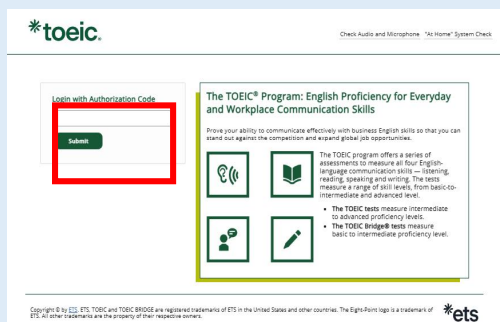 *toeic®
Check Audio and Microphone "At Home" System Check
Login with Authorization Code
Submit
The TOEIC® Program: English Proficiency for Everyday
and Workplace Communication Skills
Prove your ability to communicate effectively with business English skills so that you can
stand out against the competition and expand global job opportunities.
The TOEIC program offers a series of
assessments to measure all four English-
language communication skills — listening,
reading, speaking and writing. The tests
measure a range of skill levels, from basic-to-
intermediate and advanced level.
• The TOEIC tests measure intermediate
to advanced proficiency levels.
• The TOEIC Bridge® tests measure
basic to intermediate proficiency level.
Copyright © by ETS. ETS, TOEIC and TOEIC BRIDGE are registered trademarks of ETS in the United States and other countries. The Eight-Point logo is a trademark of
ETS. All other trademarks are the property of their respective owners.
*ets